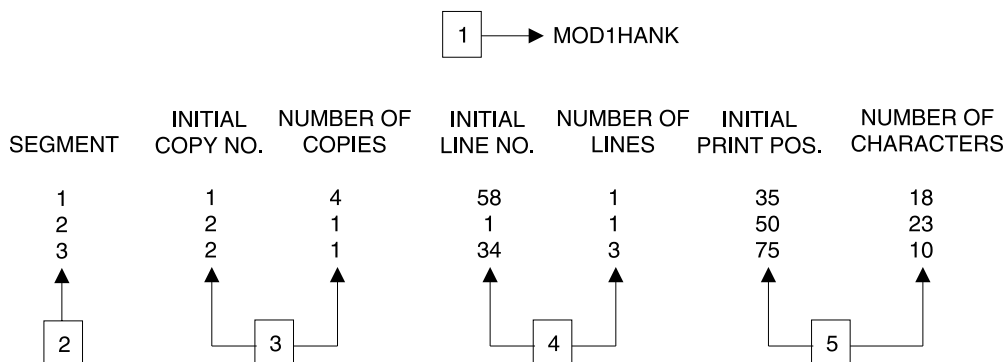 1 MOD1HANK
SEGMENT INITIAL COPY NO. NUMBER OF COPIES INITIAL LINE NO. NUMBER OF LINES INITIAL PRINT POS. NUMBER OF CHARACTERS
1 1 4 58 1 35 18
2 2 1 1 1 50 23
3 2 1 34 3 75 10
2 3 4 5